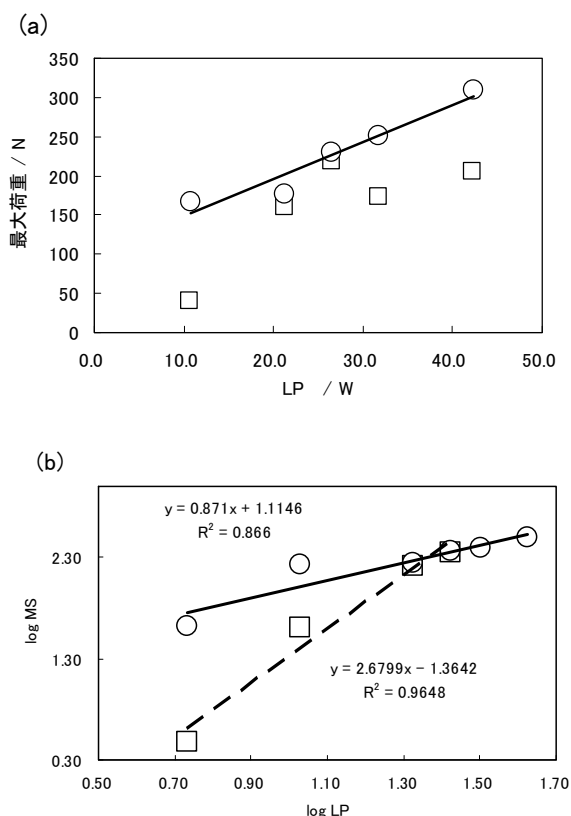 (a)
350
300
250
200
150
100
50
0
最大荷重 / N
0.0 10.0 20.0 30.0 40.0 50.0
LP / W
(b)
y = 0.871x + 1.1146
R² = 0.866
2.30
1.30
0.30
log MS
y = 2.6799x − 1.3642
R² = 0.9648
0.50 0.70 0.90 1.10 1.30 1.50 1.70
log LP